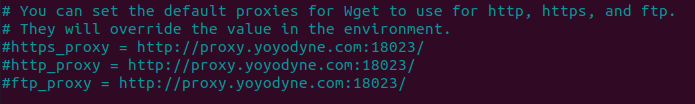 # You can set the default proxies for Wget to use for http, https, and ftp.
# They will override the value in the environment.
#https_proxy = http://proxy.yoyodyne.com:18023/
#http_proxy = http://proxy.yoyodyne.com:18023/
#ftp_proxy = http://proxy.yoyodyne.com:18023/